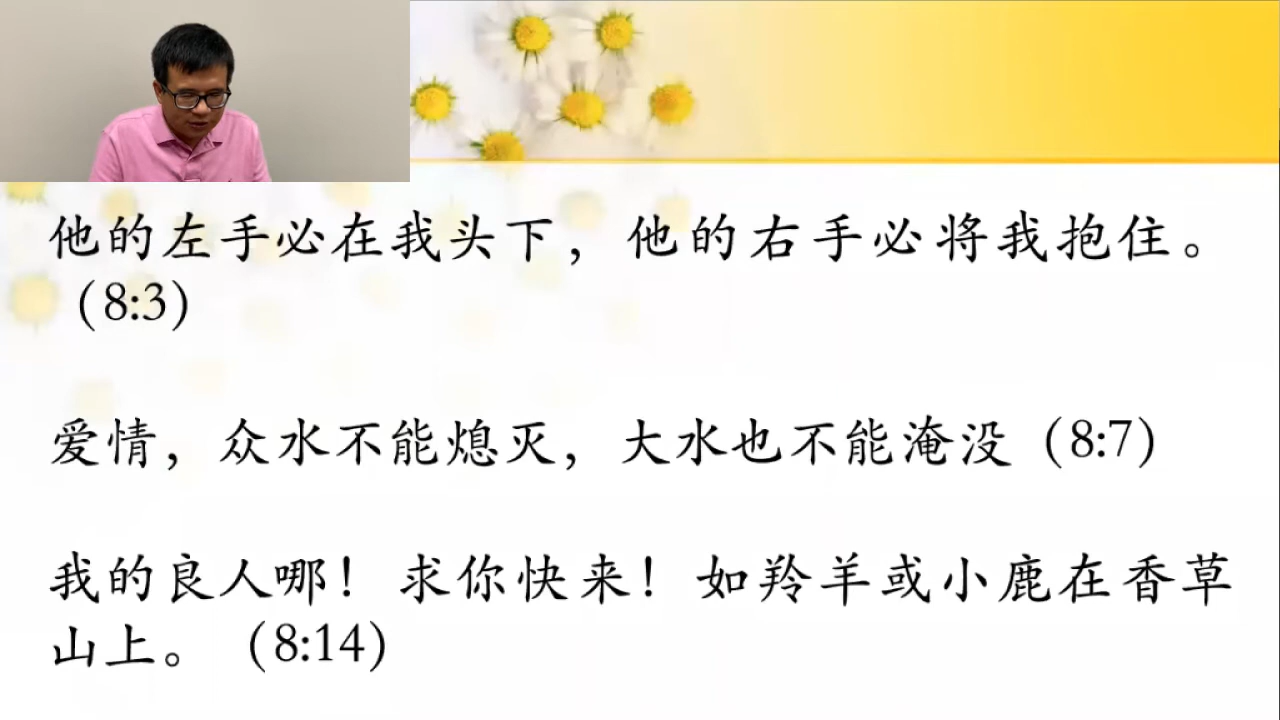 他的左手必在我头下，他的右手必将我抱住。
（8:3）
爱情，众水不能熄灭，大水也不能淹没（8:7）
我的良人哪！求你快来！如羚羊或小鹿在香草
山上。（8:14）